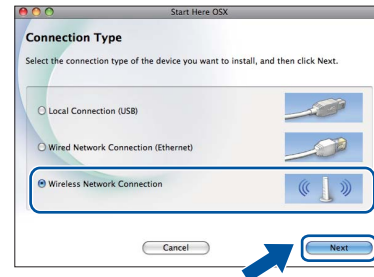 Start Here OSX
Connection Type
Select the connection type of the device you want to install, and then click Next.
Local Connection (USB)
Wired Network Connection (Ethernet)
Wireless Network Connection
Cancel
Next